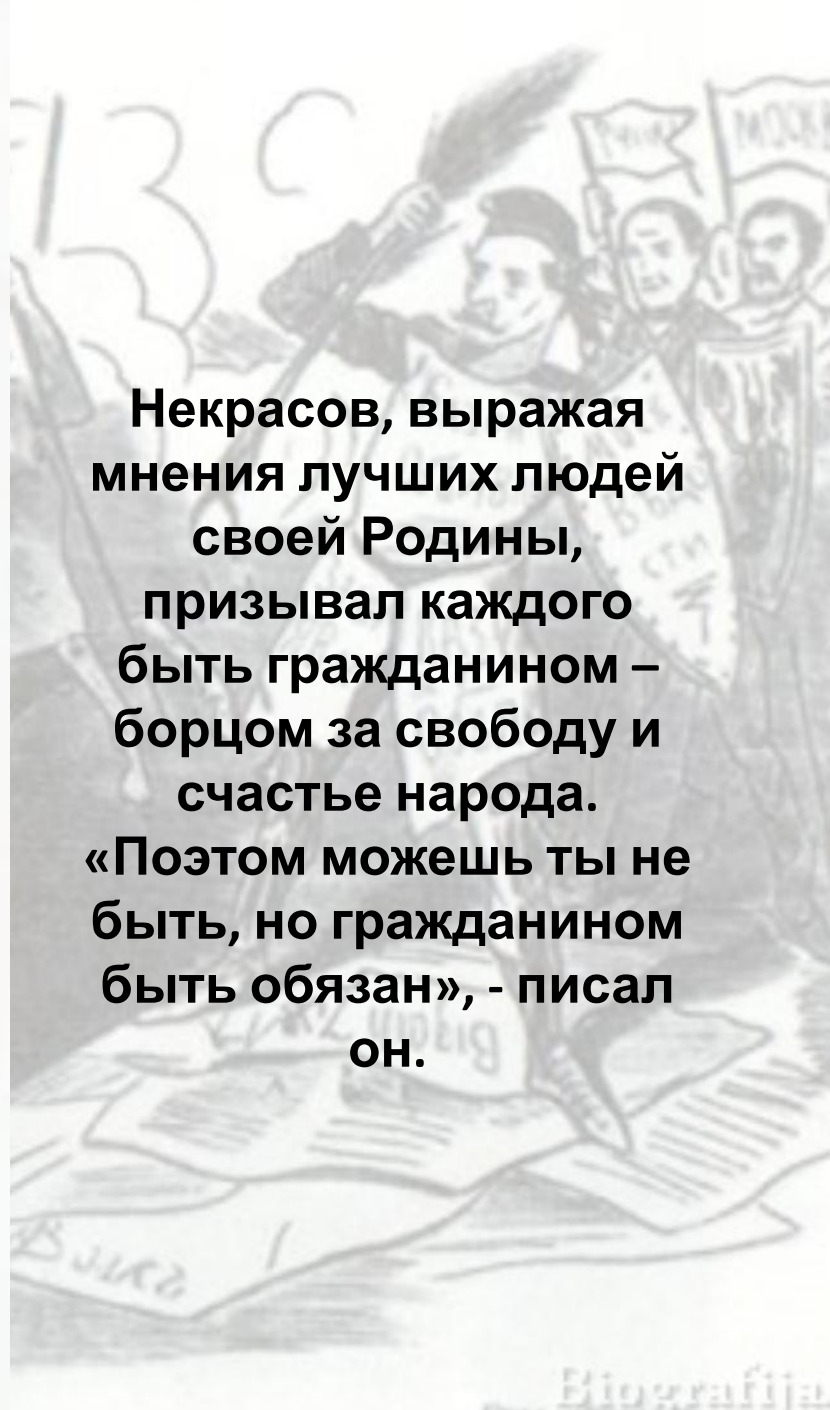 Некрасов, выражая
мнения лучших людей
своей Родины,
призывал каждого
быть гражданином –
борцом за свободу и
счастье народа.
«Поэтом можешь ты не
быть, но гражданином
быть обязан», - писал
он.
Biografija